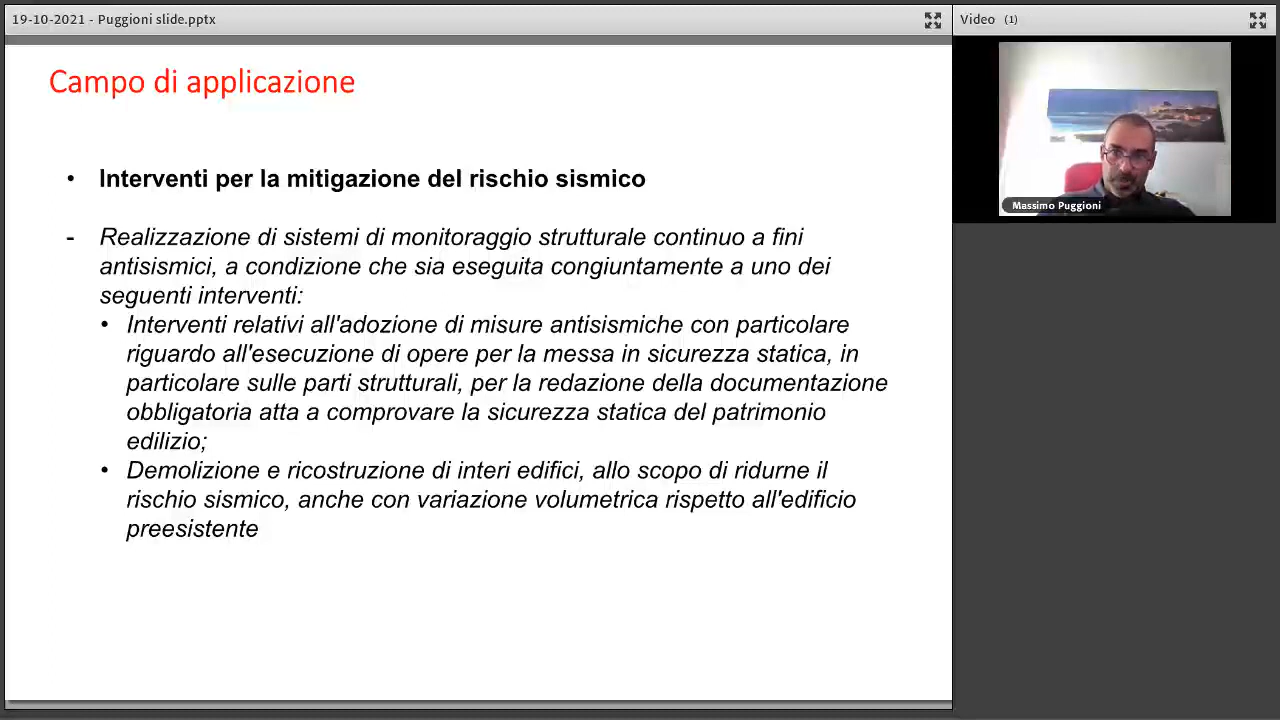 19-10-2021 - Puggioni slide.pptx
Video (1)
Campo di applicazione
Massimo Puggioni
• Interventi per la mitigazione del rischio sismico
- Realizzazione di sistemi di monitoraggio strutturale continuo a fini
antisismici, a condizione che sia eseguita congiuntamente a uno dei
seguenti interventi:
• Interventi relativi all'adozione di misure antisismiche con particolare
riguardo all'esecuzione di opere per la messa in sicurezza statica, in
particolare sulle parti strutturali, per la redazione della documentazione
obbligatoria atta a comprovare la sicurezza statica del patrimonio
edilizio;
• Demolizione e ricostruzione di interi edifici, allo scopo di ridurne il
rischio sismico, anche con variazione volumetrica rispetto all'edificio
preesistente